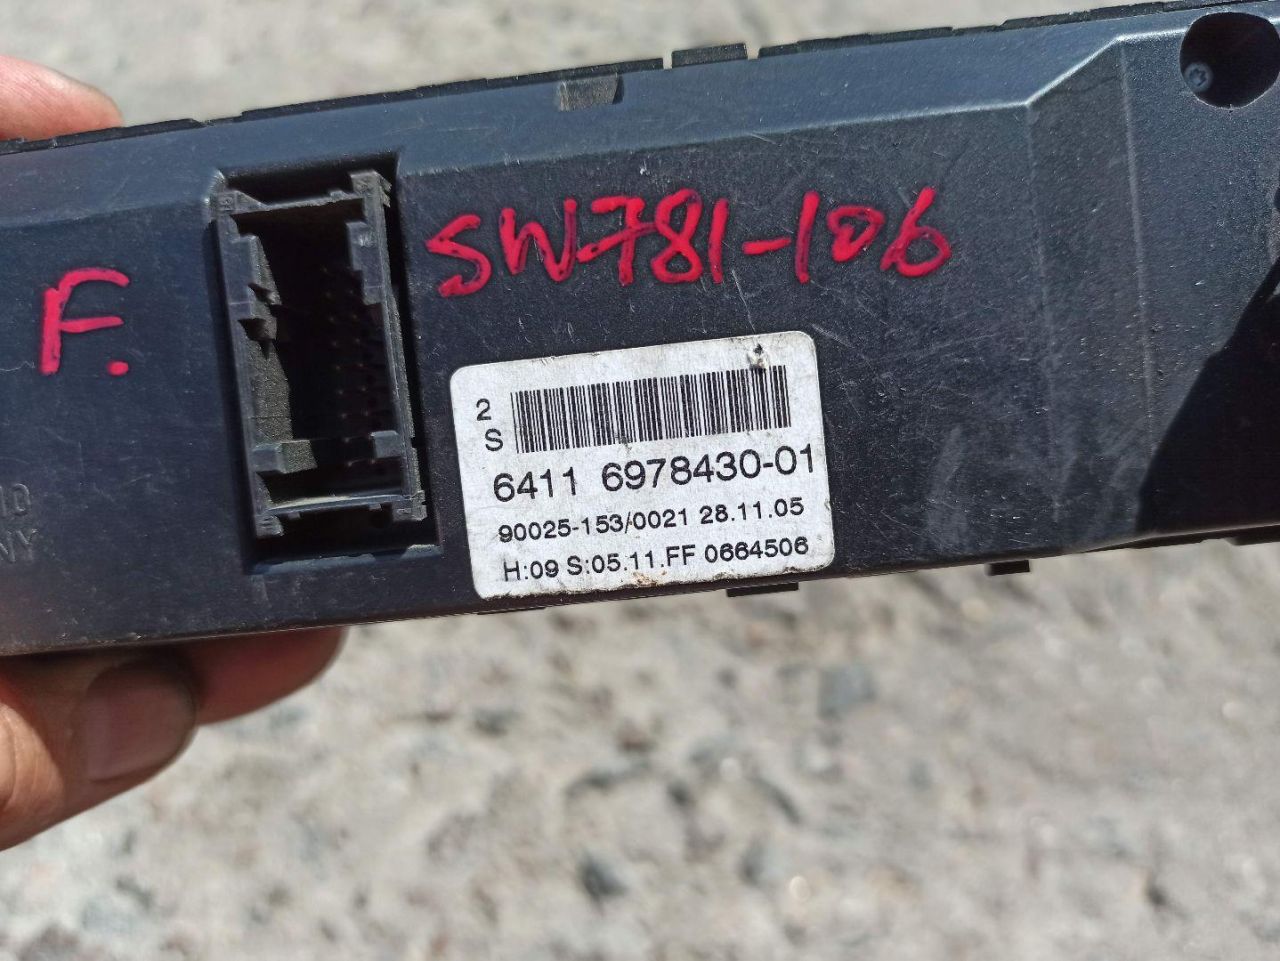 SW781-106
F.
2
S
6411 6978430-01
90025-153/0021 28.11.05
H:09 S:05.11.FF 0664506